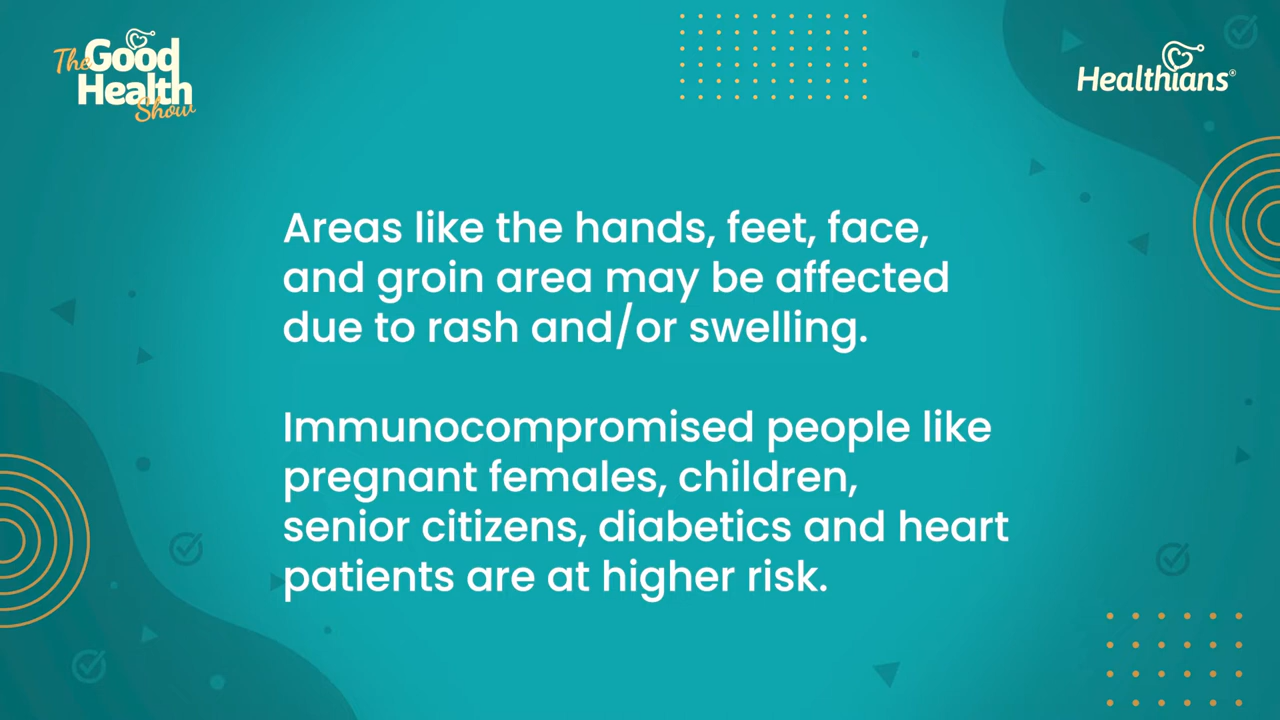 The Good
Health
Show
Healthians®
Areas like the hands, feet, face,
and groin area may be affected
due to rash and/or swelling.
Immunocompromised people like
pregnant females, children,
senior citizens, diabetics and heart
patients are at higher risk.